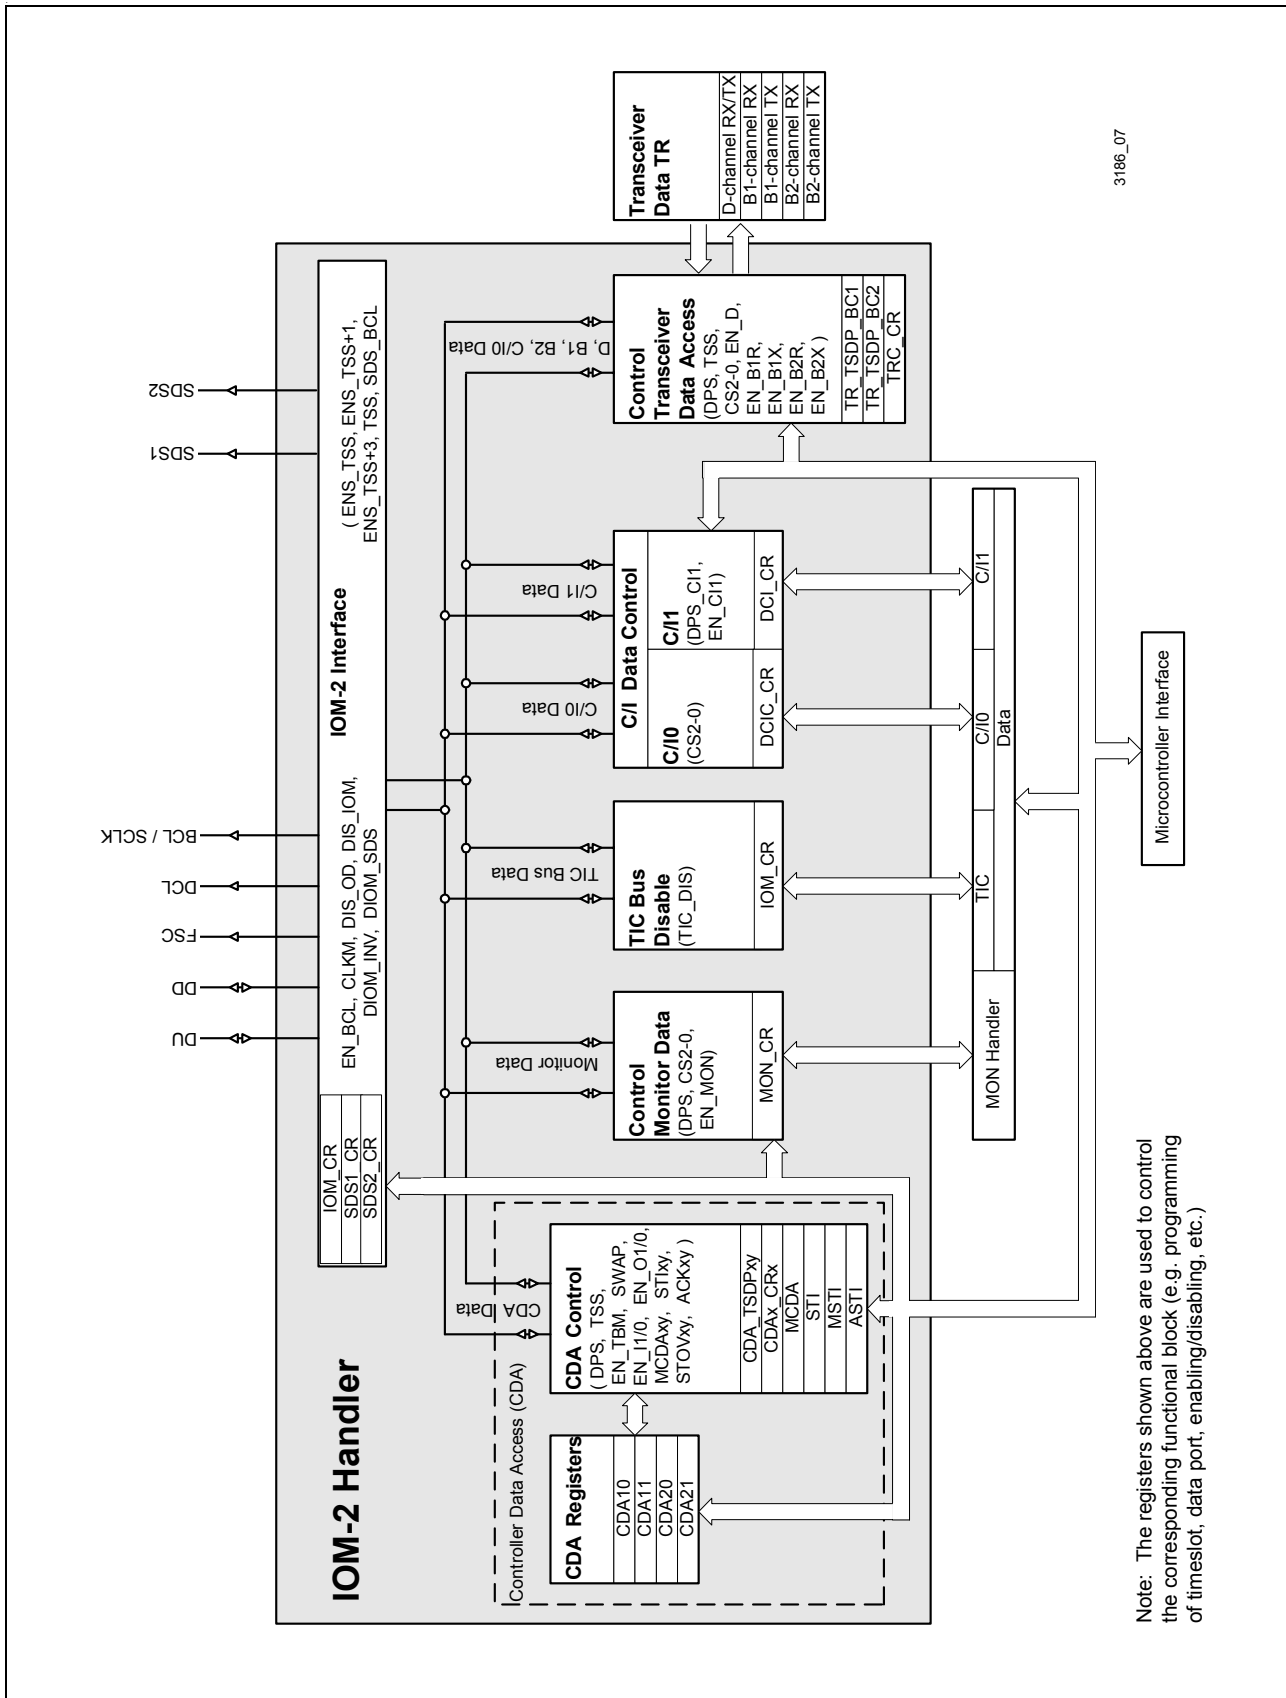 IOM-2 Handler
DU
DD
FSC
DCL
BCL / SCLK
SDS1
SDS2
IOM_CR
SDS1_CR
SDS2_CR
IOM-2 Interface
EN_BCL, CLKM, DIS_OD, DIS_IOM,
DIOM_INV, DIOM_SDS
( ENS_TSS, ENS_TSS+1,
ENS_TSS+3, TSS, SDS_BCL
CDA Data
Monitor Data
TIC Bus Data
C/I0 Data
C/I1 Data
D, B1, B2, C/I0 Data
Controller Data Access (CDA)
CDA Registers
CDA10
CDA11
CDA20
CDA21
CDA Control
( DPS, TSS,
EN_TBM, SWAP,
EN_I1/0, EN_O1/0,
MCDAxy, STIxy,
STOVxy, ACKxy )
CDA_TSDPxy
CDAx_CRx
MCDA
STI
MSTI
ASTI
Control
Monitor Data
(DPS, CS2-0,
EN_MON)
MON_CR
TIC Bus
Disable
(TIC_DIS)
IOM_CR
C/I Data Control
C/I0
(CS2-0)
DCIC_CR
C/I1
(DPS_CI1,
EN_CI1)
DCI_CR
Control
Transceiver
Data Access
(DPS, TSS,
CS2-0, EN_D,
EN_B1R,
EN_B1X,
EN_B2R,
EN_B2X )
TR_TSDP_BC1
TR_TSDP_BC2
TRC_CR
Transceiver
Data TR
D-channel RX/TX
B1-channel RX
B1-channel TX
B2-channel RX
B2-channel TX
MON Handler
TIC
C/I0
C/I1
Data
Microcontroller Interface
Note: The registers shown above are used to control
the corresponding functional block (e.g. programming
of timeslot, data port, enabling/disabling, etc.)
3186_07